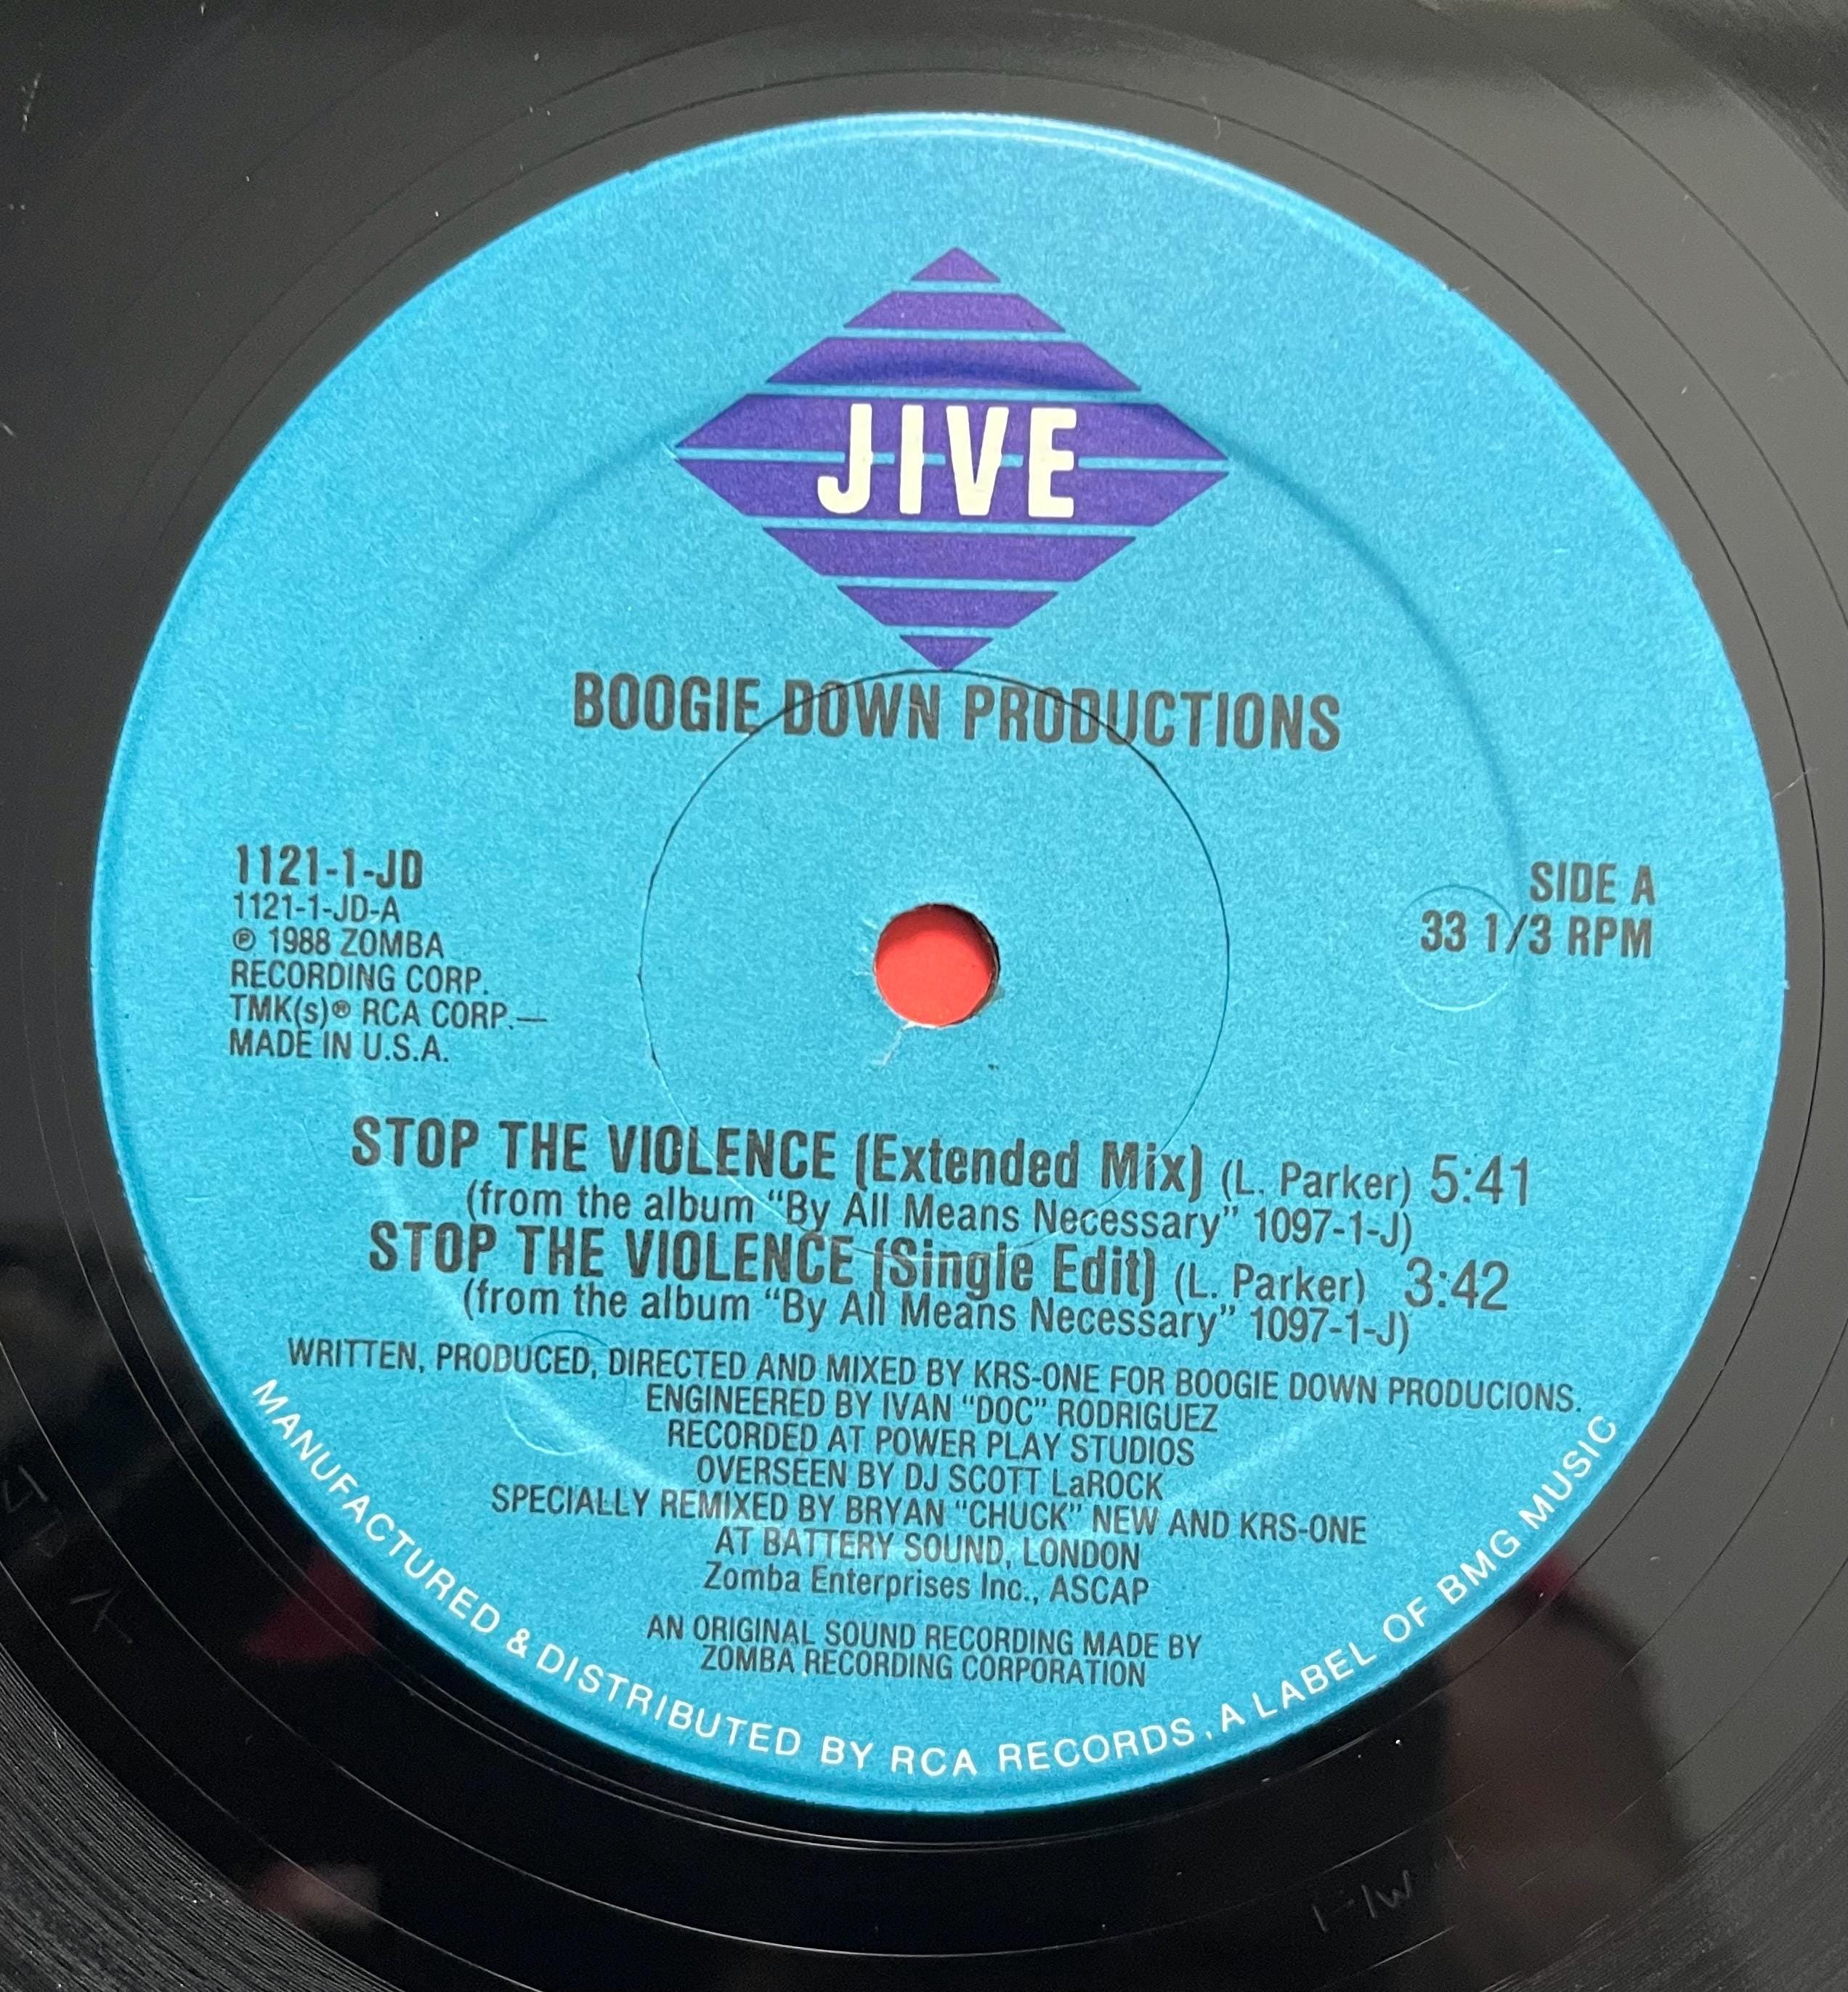 JIVE
BOOGIE DOWN PRODUCTIONS
1121-1-JD
1121-1-JD-A
℗ 1988 ZOMBA
RECORDING CORP.
TMK(s)® RCA CORP.—
MADE IN U.S.A.
SIDE A
33 1/3 RPM
STOP THE VIOLENCE (Extended Mix) (L. Parker) 5:41
(from the album “By All Means Necessary” 1097-1-J)
STOP THE VIOLENCE (Single Edit) (L. Parker) 3:42
(from the album “By All Means Necessary” 1097-1-J)
WRITTEN, PRODUCED, DIRECTED AND MIXED BY KRS-ONE FOR BOOGIE DOWN PRODUCIONS.
ENGINEERED BY IVAN “DOC” RODRIGUEZ
RECORDED AT POWER PLAY STUDIOS
OVERSEEN BY DJ SCOTT LaROCK
SPECIALLY REMIXED BY BRYAN “CHUCK” NEW AND KRS-ONE
AT BATTERY SOUND, LONDON
Zomba Enterprises Inc., ASCAP
AN ORIGINAL SOUND RECORDING MADE BY
ZOMBA RECORDING CORPORATION
MANUFACTURED & DISTRIBUTED BY RCA RECORDS, A LABEL OF BMG MUSIC